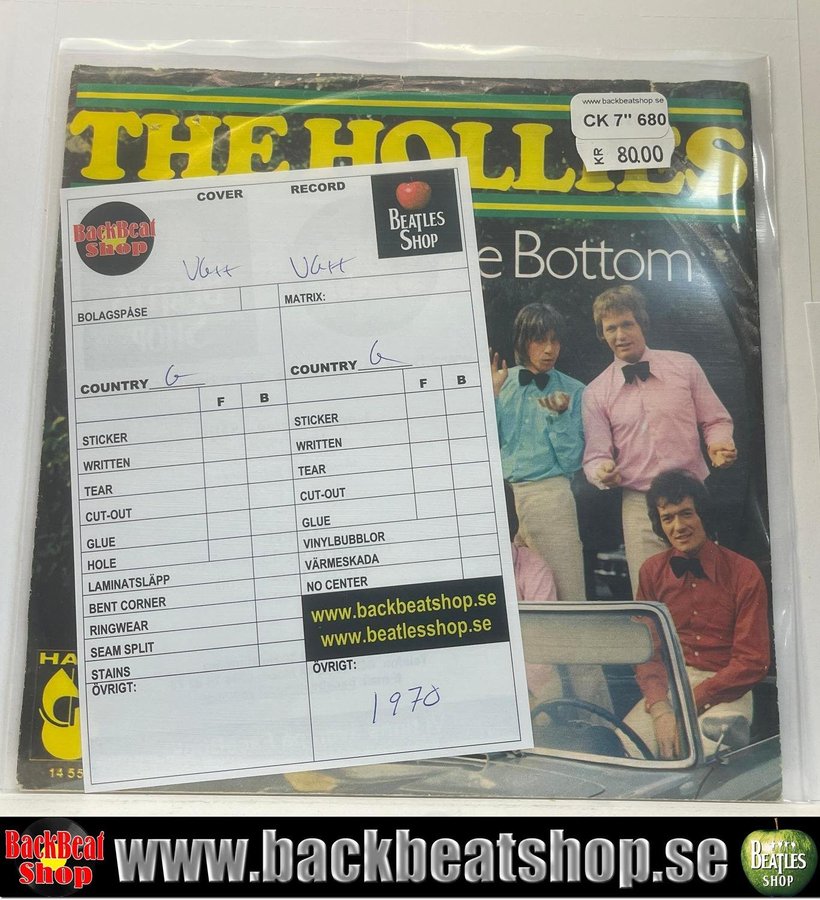 THE HOLLIES
www.backbeatshop.se
CK 7" 680
KR 80.00
e Bottom
COVER RECORD
BackBeat
Shop
BEATLES
SHOP
VG++ VG++
BOLAGSPÅSE
MATRIX:
COUNTRY G
COUNTRY G
F B
F B
STICKER
WRITTEN
TEAR
CUT-OUT
GLUE
HOLE
LAMINATSLÄPP
BENT CORNER
RINGWEAR
SEAM SPLIT
STAINS
ÖVRIGT:
STICKER
WRITTEN
TEAR
CUT-OUT
GLUE
VINYLBUBBLOR
VÄRMESKADA
NO CENTER
www.backbeatshop.se
www.beatlesshop.se
ÖVRIGT:
1970
HA
14 55
BackBeat
Shop
www.backbeatshop.se
BEATLES
SHOP